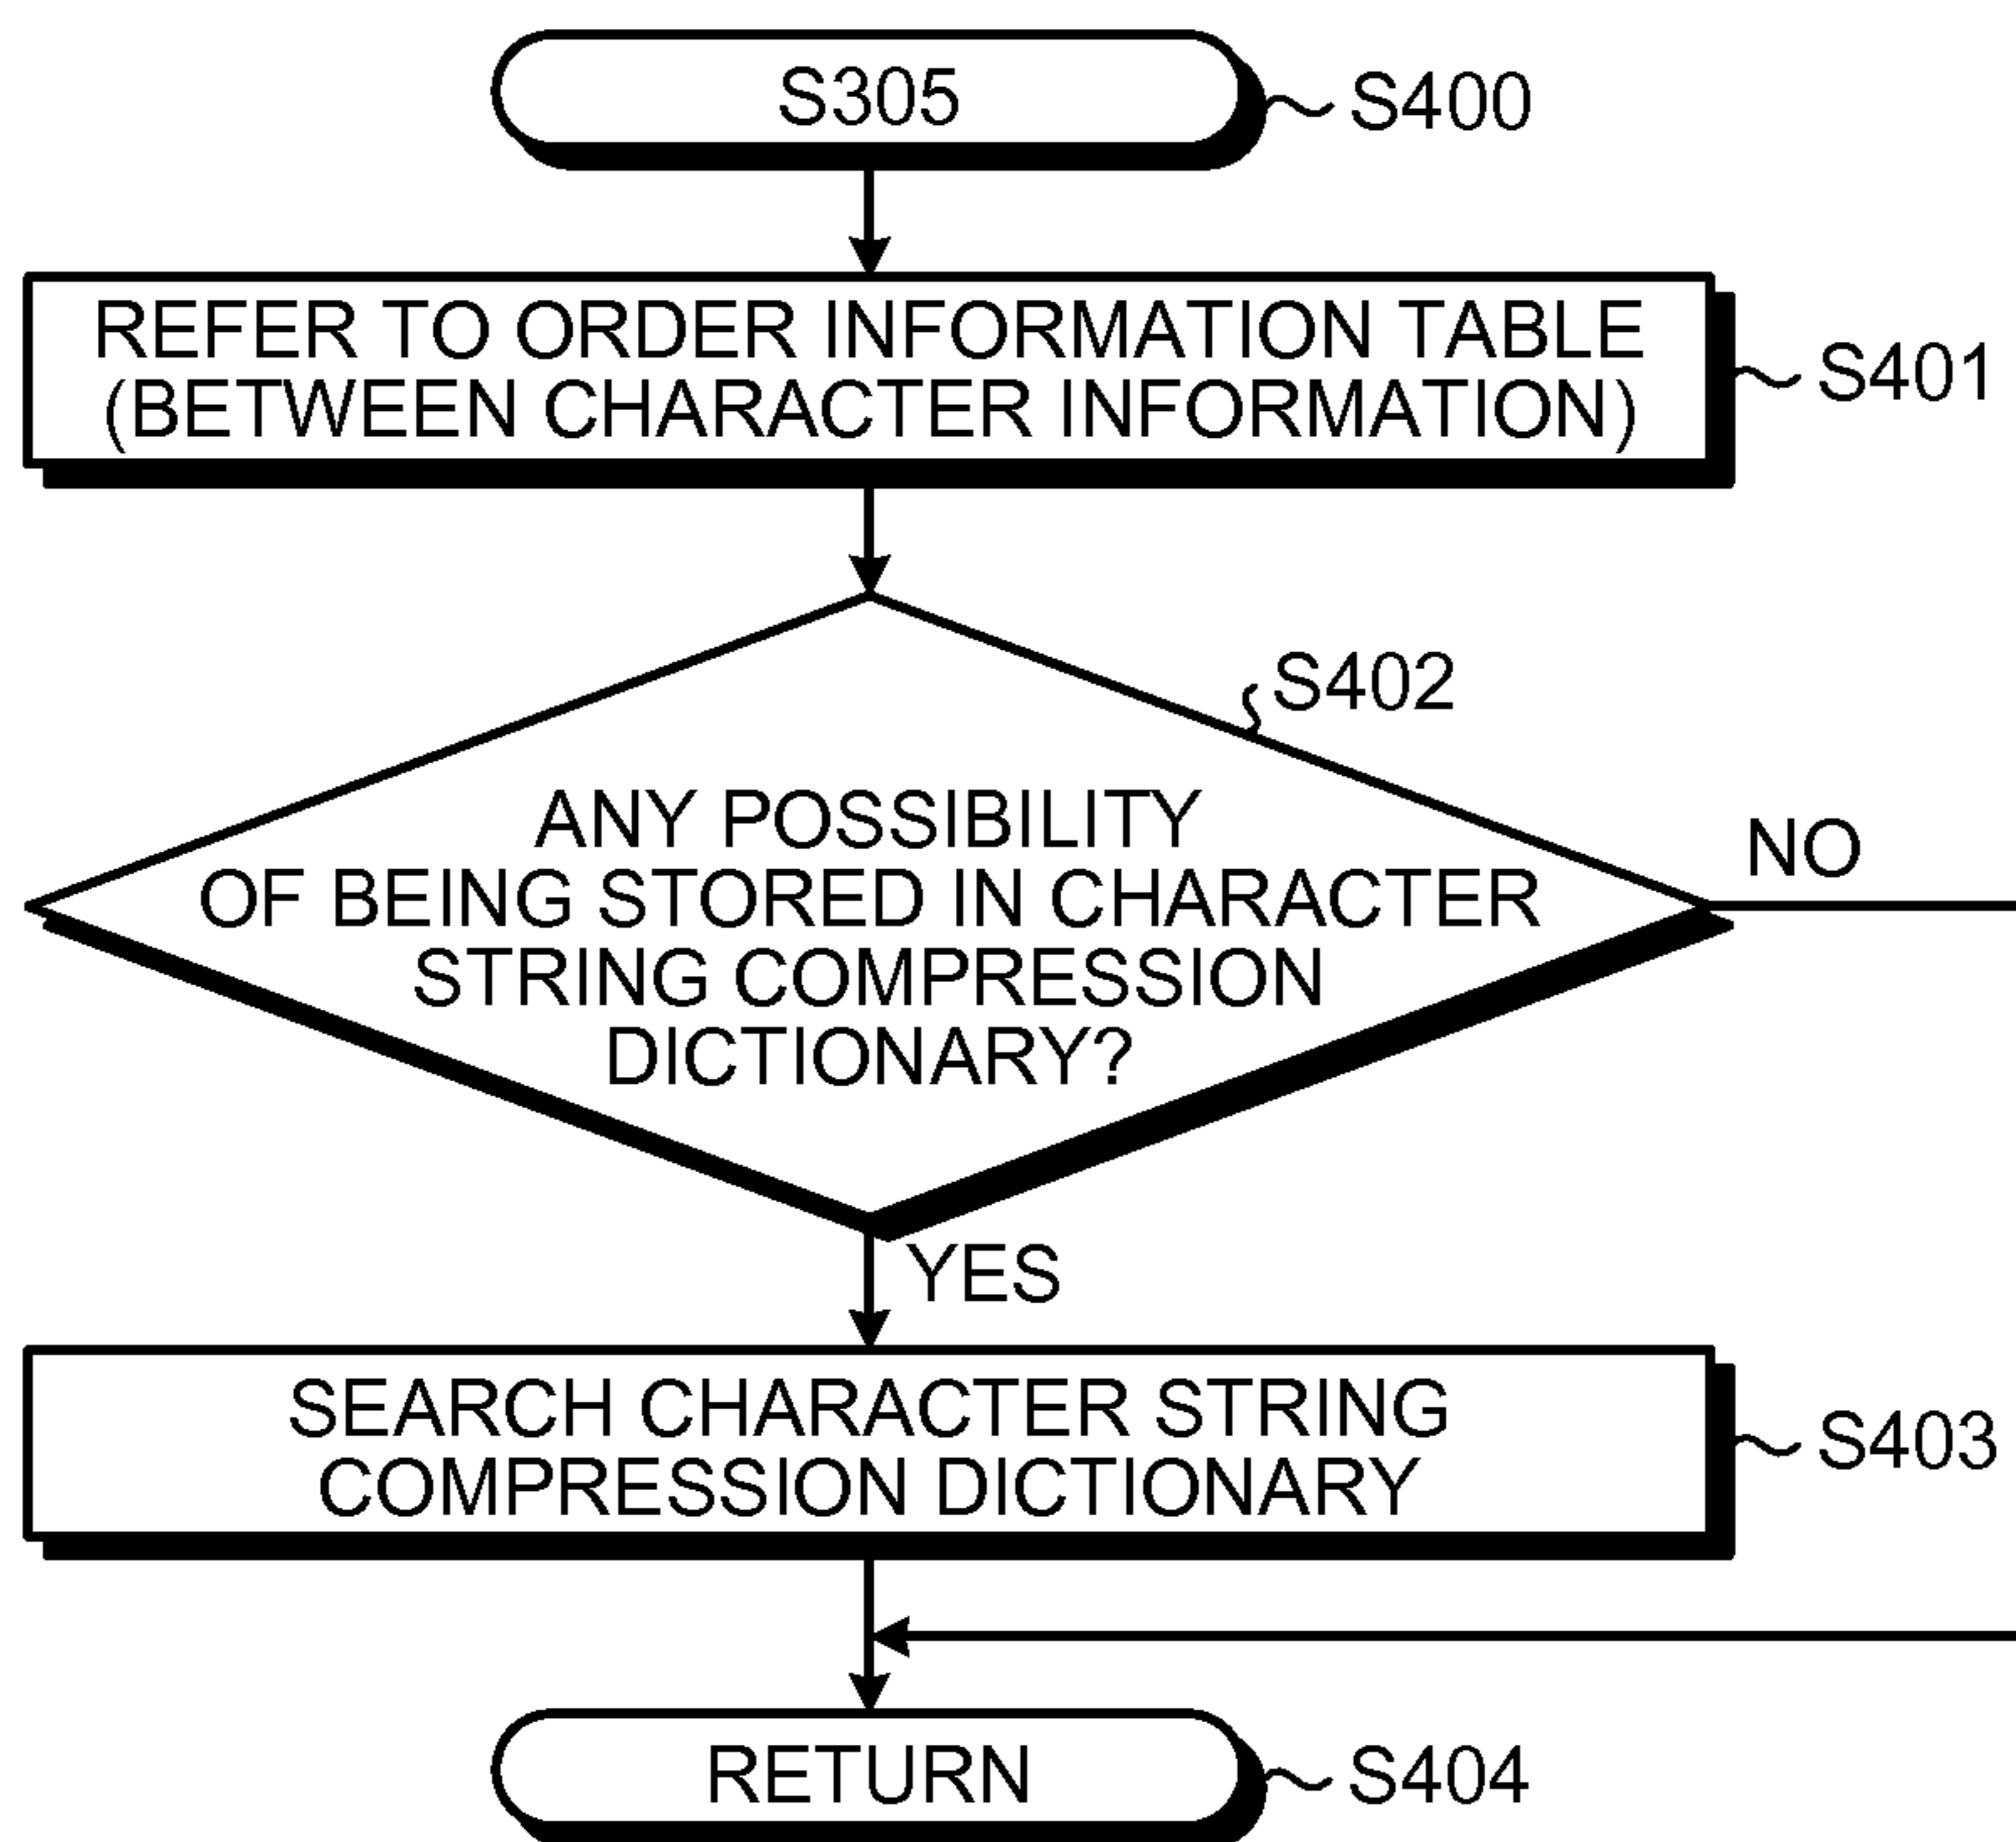 S305
S400
REFER TO ORDER INFORMATION TABLE
(BETWEEN CHARACTER INFORMATION)
S401
S402
ANY POSSIBILITY
OF BEING STORED IN CHARACTER
STRING COMPRESSION
DICTIONARY?
NO
YES
SEARCH CHARACTER STRING
COMPRESSION DICTIONARY
S403
RETURN
S404